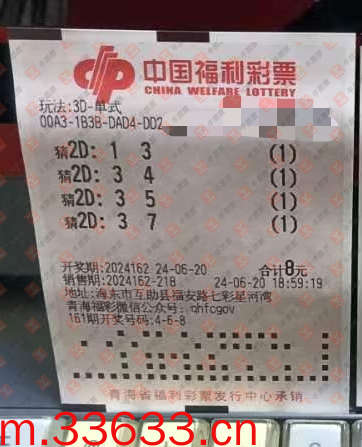 中国福利彩票
CHINA WELFARE LOTTERY
玩法:3D-单式
00A3-1B3B-DAD4-DD2
猜2D: 1 3 (1)
猜2D: 3 4 (1)
猜2D: 3 5 (1)
猜2D: 3 7 (1)
开奖期:2024162 24-06-20 合计8元
销售期:2024162-218 24-06-20 18:59:19
地址:海东市互助县福安路七彩星河湾
青海福彩微信公众号: qhfcgov
161期开奖号码:4-6-8
青海省福利彩票发行中心承销
m.33633.cn